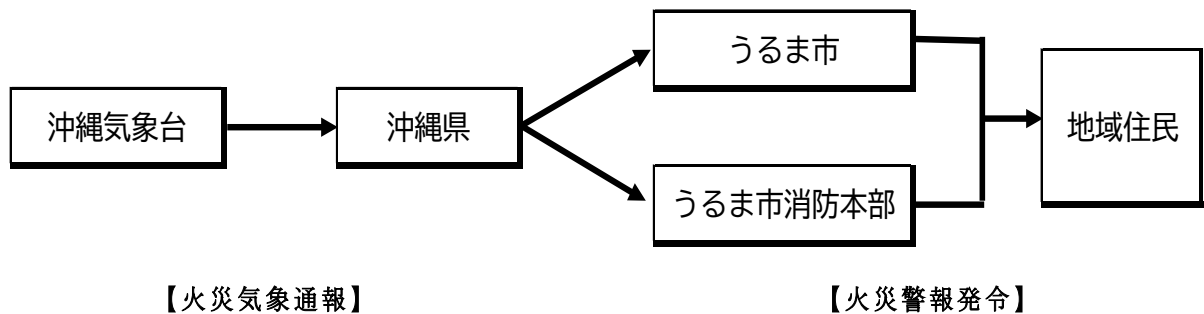 うるま市
沖縄気象台
沖縄県
地域住民
うるま市消防本部
【火災気象通報】
【火災警報発令】